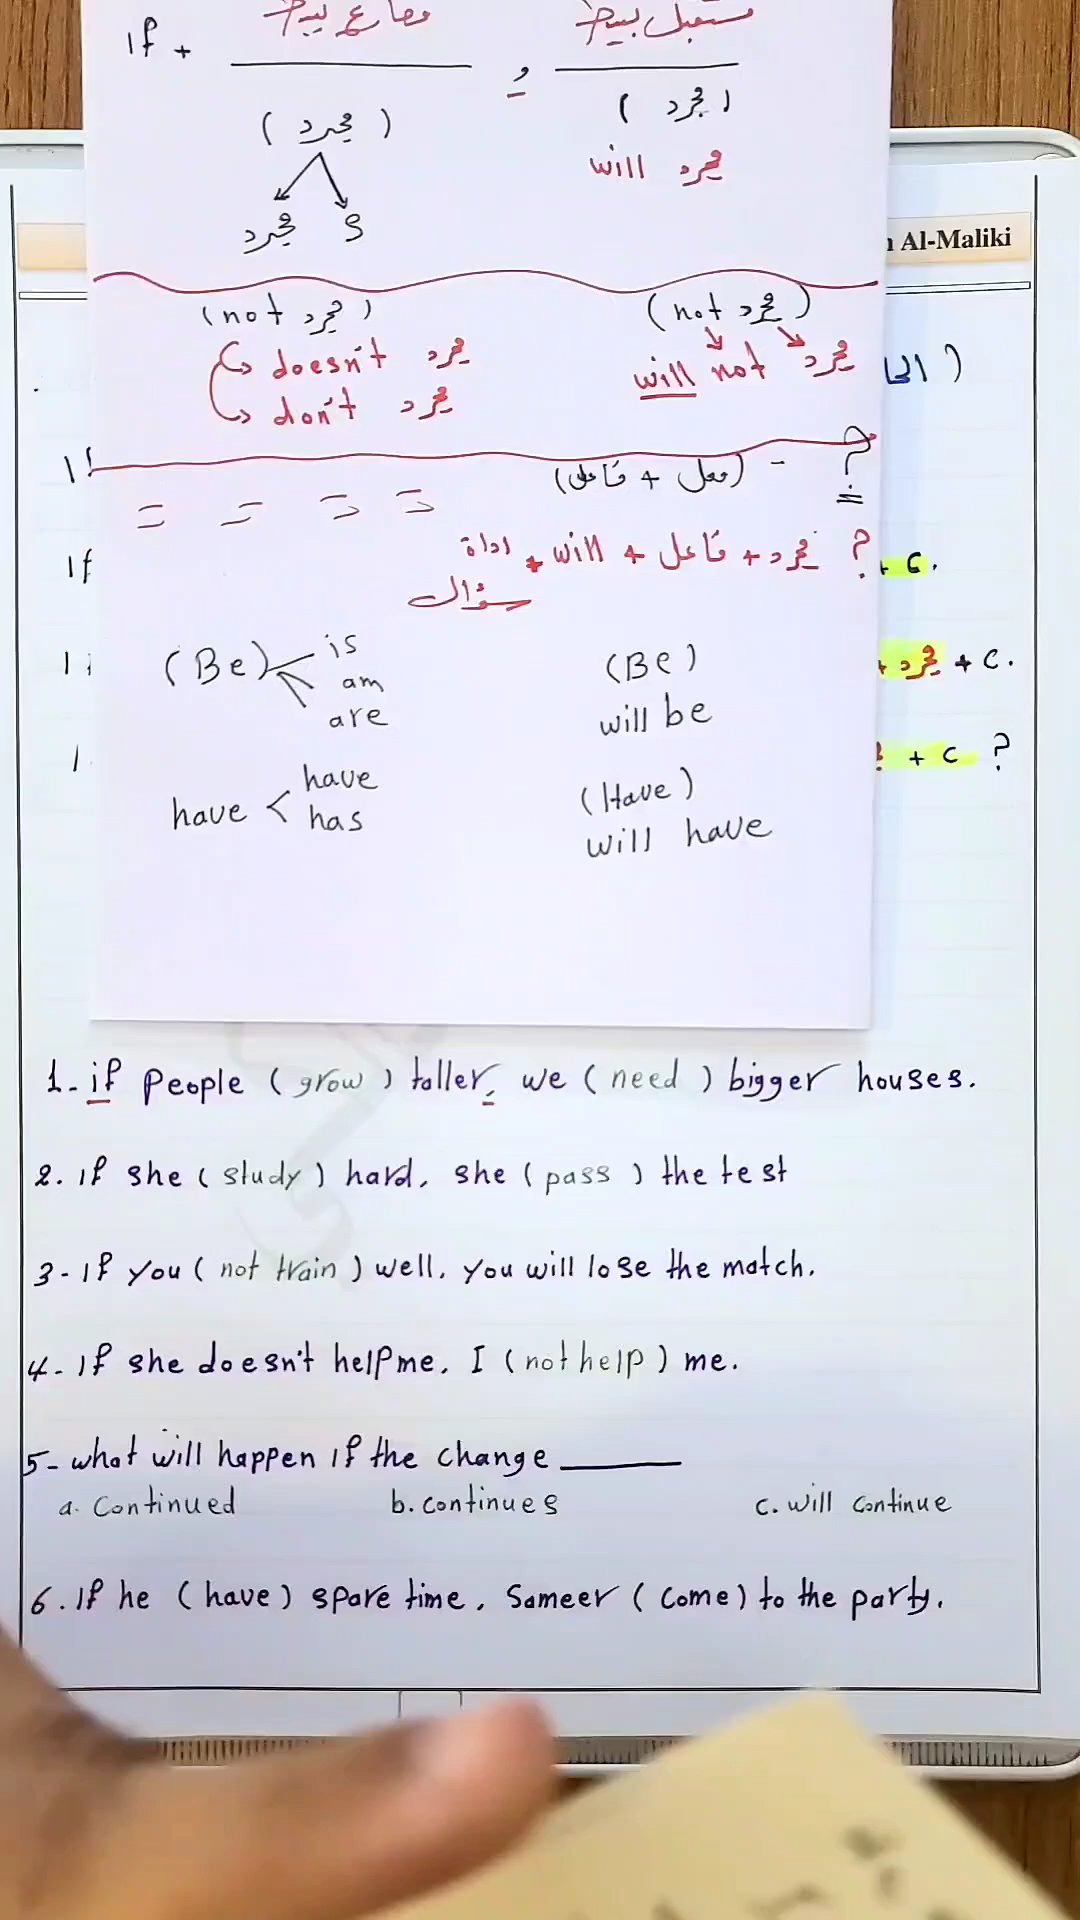 If + مضارع بسيط , مستقبل بسيط
(مجرد) (مجرد)
will مجرد
مجرد s
Al-Maliki
(not مجرد) (not مجرد)
doesn't مجرد will not مجرد
don't مجرد
If
(فعل + فاعل) - ?
If
? مجرد + فاعل + will + اداة
سؤال
+ c.
(Be) is (Be)
am will be
are
+ مجرد + c.
+ c ?
have have (Have)
has will have
1- if people (grow) taller, we (need) bigger houses.
2. If she (study) hard, she (pass) the test
3- If you (not train) well, you will lose the match.
4- If she doesn't help me, I (not help) me.
5- what will happen if the change ______
a. Continued b. continues c. will continue
6. If he (have) spare time, Sameer (come) to the party.